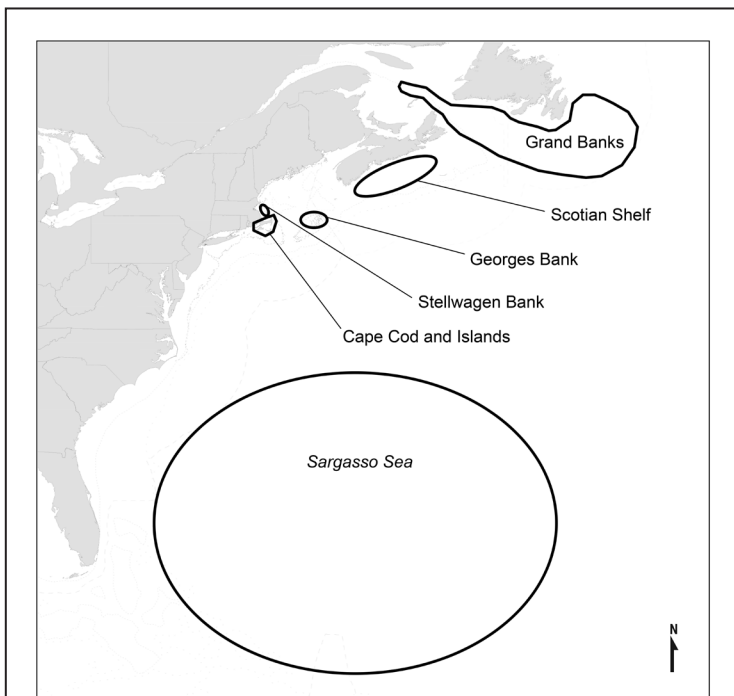 Grand Banks
Scotian Shelf
Georges Bank
Stellwagen Bank
Cape Cod and Islands
Sargasso Sea
N